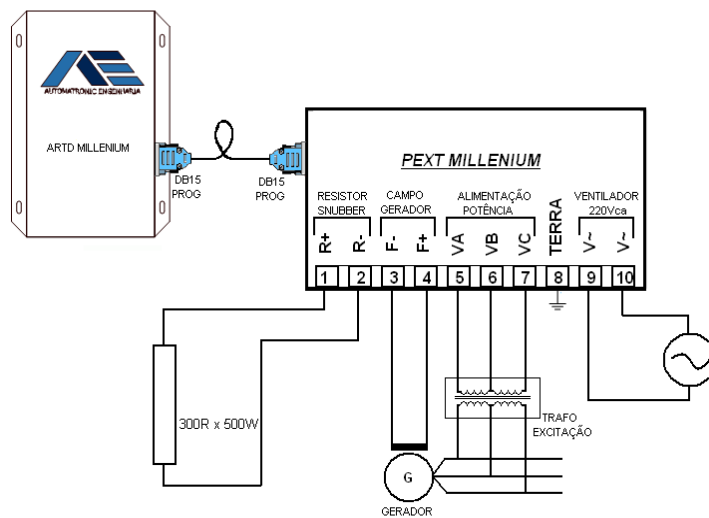 AUTOMATRONIC ENGENHARIA
ARTD MILLENIUM
DB15
PROG
DB15
PROG
PEXT MILLENIUM
RESISTOR
SNUBBER
CAMPO
GERADOR
ALIMENTAÇÃO
POTÊNCIA
VENTILADOR
220Vca
R+ R- F- F+ VA VB VC TERRA V~ V~
1 2 3 4 5 6 7 8 9 10
300R x 500W
TRAFO
EXCITAÇÃO
G
GERADOR